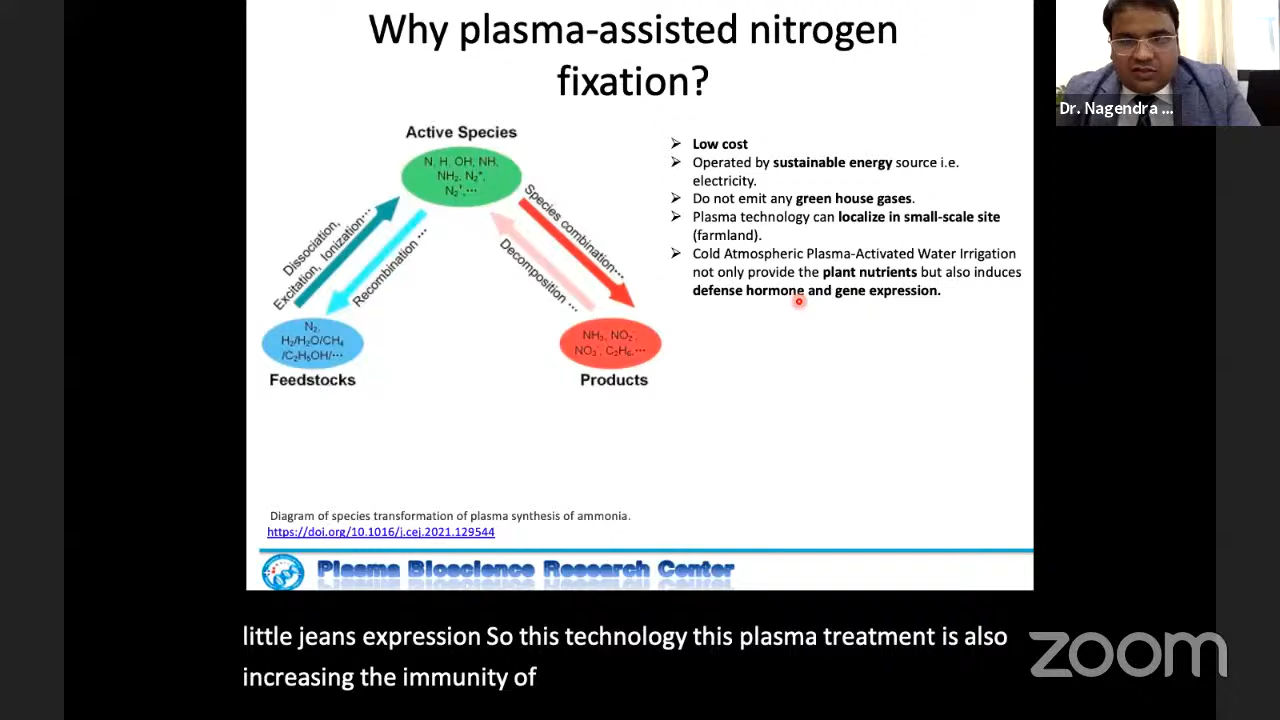 Why plasma-assisted nitrogen
fixation?
Dr. Nagendra ...
Active Species
N, H, OH, NH,
NH₂, N₂*,
N₂⁺,···
Dissociation,
Excitation, Ionization···
Recombination ···
Species combination···
Decomposition ···
N₂,
H₂/H₂O/CH₄
/C₂H₅OH/···
Feedstocks
NH₃, NO₂⁻,
NO₃⁻, C₂H₆,···
Products
➢ Low cost
➢ Operated by sustainable energy source i.e.
electricity.
➢ Do not emit any green house gases.
➢ Plasma technology can localize in small-scale site
(farmland).
➢ Cold Atmospheric Plasma-Activated Water Irrigation
not only provide the plant nutrients but also induces
defense hormone and gene expression.
Diagram of species transformation of plasma synthesis of ammonia.
https://doi.org/10.1016/j.cej.2021.129544
Plasma Bioscience Research Center
little jeans expression So this technology this plasma treatment is also
increasing the immunity of
zoom